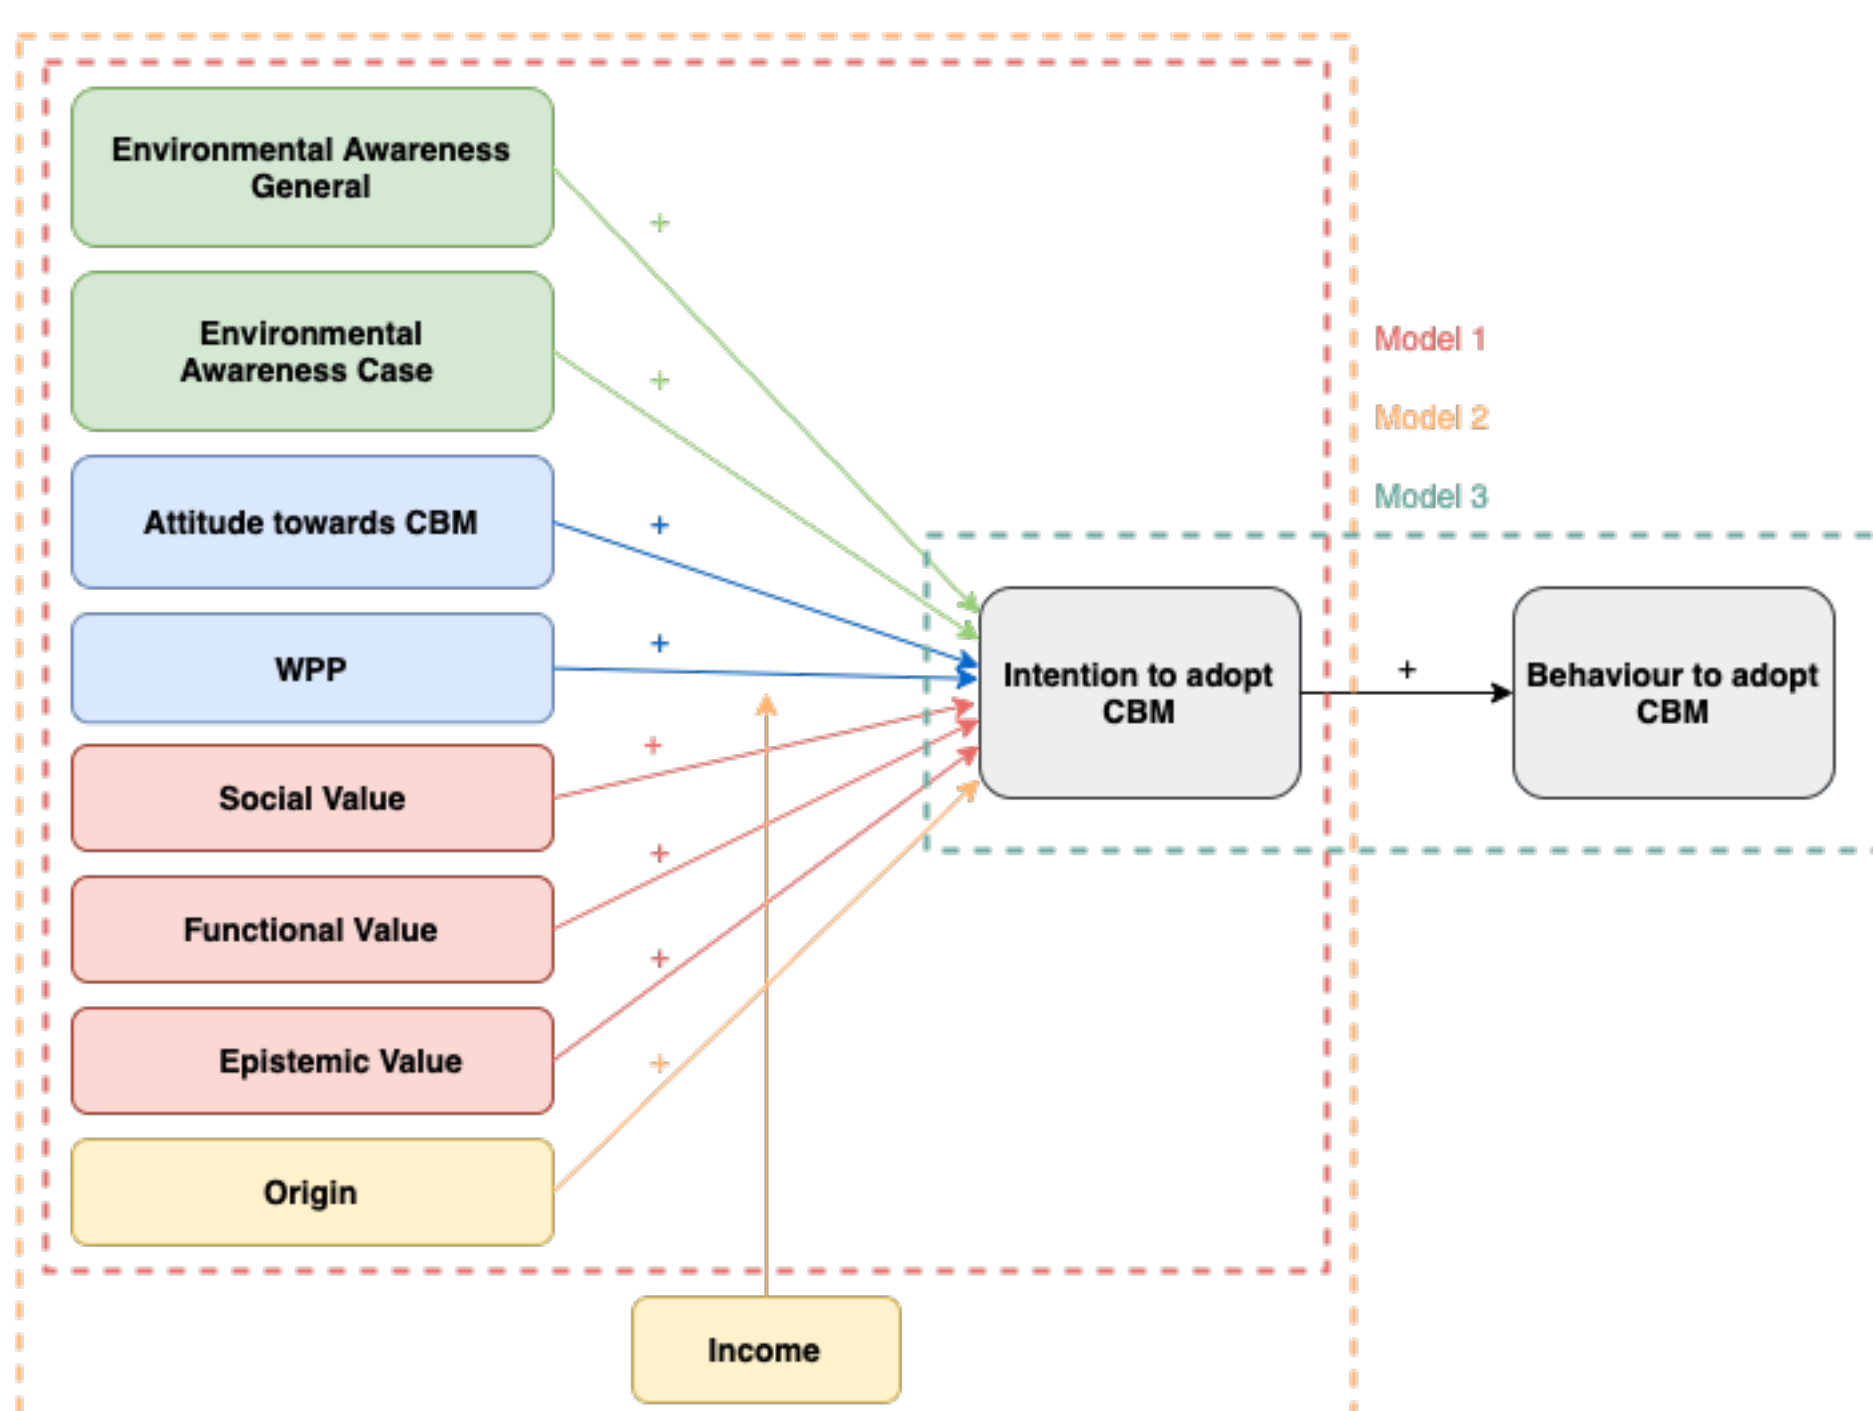 Environmental Awareness
General
+
Environmental
Awareness Case
+
Model 1
Model 2
Model 3
Attitude towards CBM
+
WPP
+
Intention to adopt
CBM
+
Behaviour to adopt
CBM
Social Value
+
Functional Value
+
Epistemic Value
+
Origin
+
Income